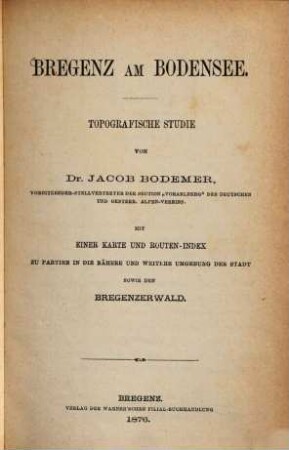 BREGENZ AM BODENSEE.
TOPOGRAFISCHE STUDIE
VON
Dr. JACOB BODEMER,
VORSITZENDER-STELLVERTRETER DER SECTION „VORARLBERG" DES DEUTSCHEN
UND OESTERR. ALPEN-VEREINS.
MIT
EINER KARTE UND ROUTEN-INDEX
ZU PARTIEN IN DIE NÄHERE UND WEITERE UMGEBUNG DER STADT
SOWIE DEN
BREGENZERWALD.
BREGENZ.
VERLAG DER WAGNER'SCHEN FILIAL-BUCHHANDLUNG
1876.